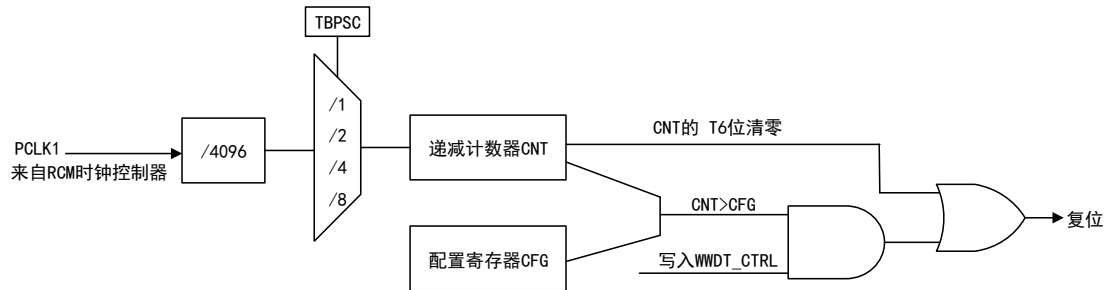 TBPSC
/1
/2
/4
/8
PCLK1
来自RCM时钟控制器
/4096
递减计数器CNT
CNT的 T6位清零
CNT>CFG
配置寄存器CFG
写入WWDT_CTRL
复位